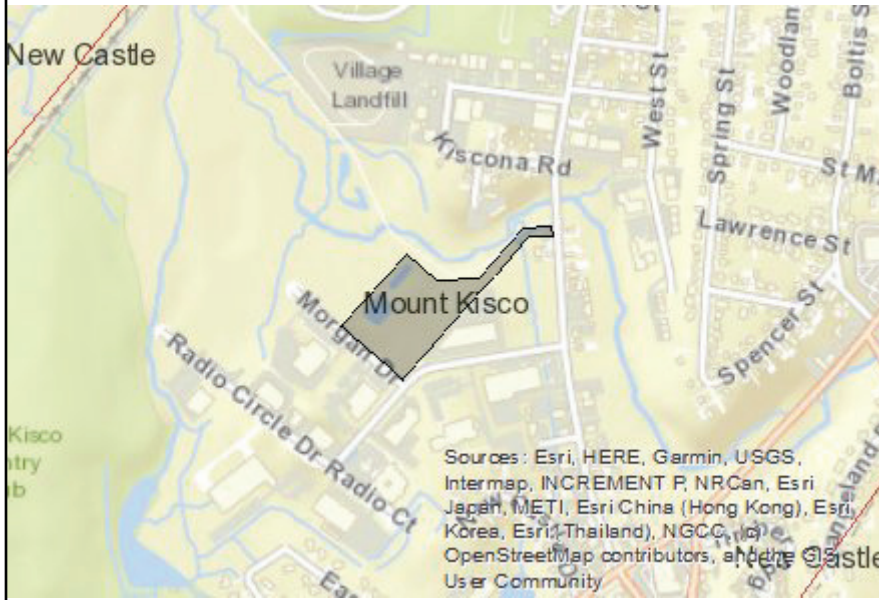 New Castle
Village
Landfill
Kiscona Rd
West St
Spring St
Woodlan
Boltis S
St M
Lawrence St
Spencer St
Mount Kisco
Morgan Dr
Radio Circle Dr
Radio Ct
Kisco
ntry
ub
Sources: Esri, HERE, Garmin, USGS,
Intermap, INCREMENT P, NRCan, Esri
Japan, METI, Esri China (Hong Kong), Esri
Korea, Esri (Thailand), NGCC, (c)
OpenStreetMap contributors, and the GIS
User Community
New Castle
Eas